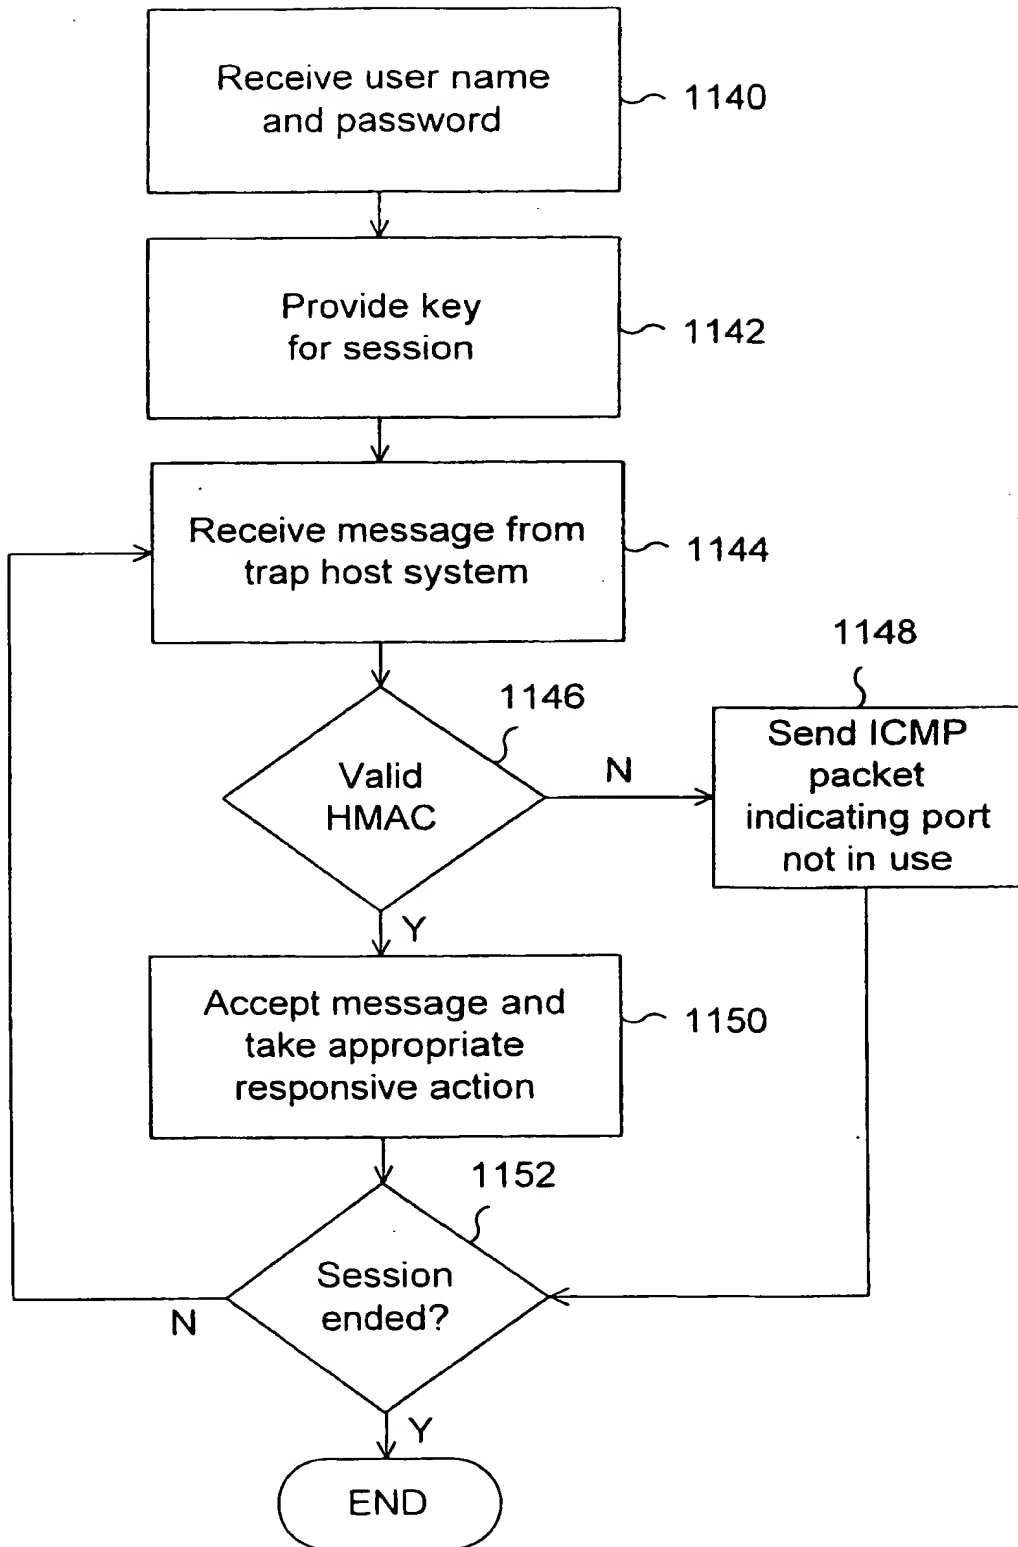 Receive user name
and password
1140
Provide key
for session
1142
Receive message from
trap host system
1144
1148
1146
Valid
HMAC
N
Send ICMP
packet
indicating port
not in use
Y
Accept message and
take appropriate
responsive action
1150
1152
Session
ended?
N
Y
END